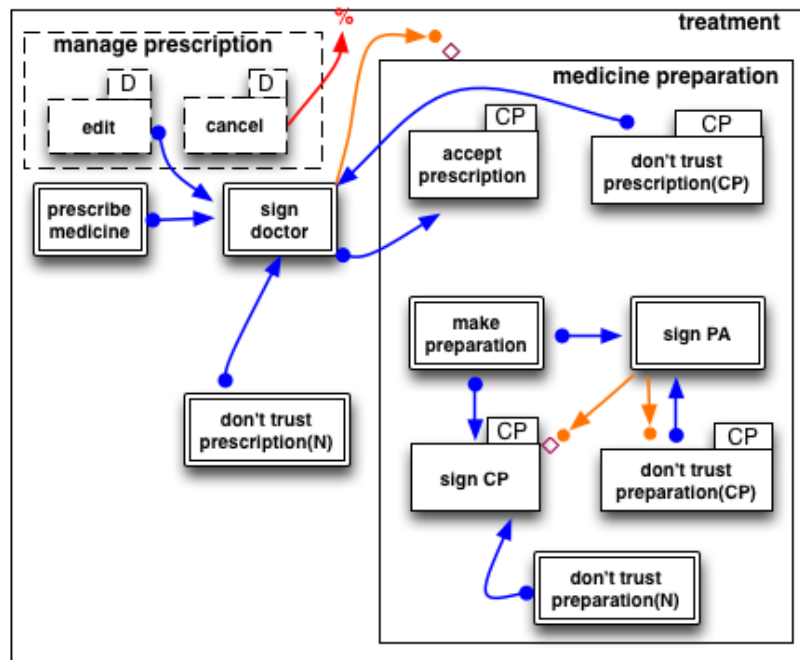 %
treatment
manage prescription
medicine preparation
D
D
edit
cancel
CP
CP
accept
prescription
don't trust
prescription(CP)
prescribe
medicine
sign
doctor
make
preparation
sign PA
don't trust
prescription(N)
CP
CP
sign CP
don't trust
preparation(CP)
don't trust
preparation(N)